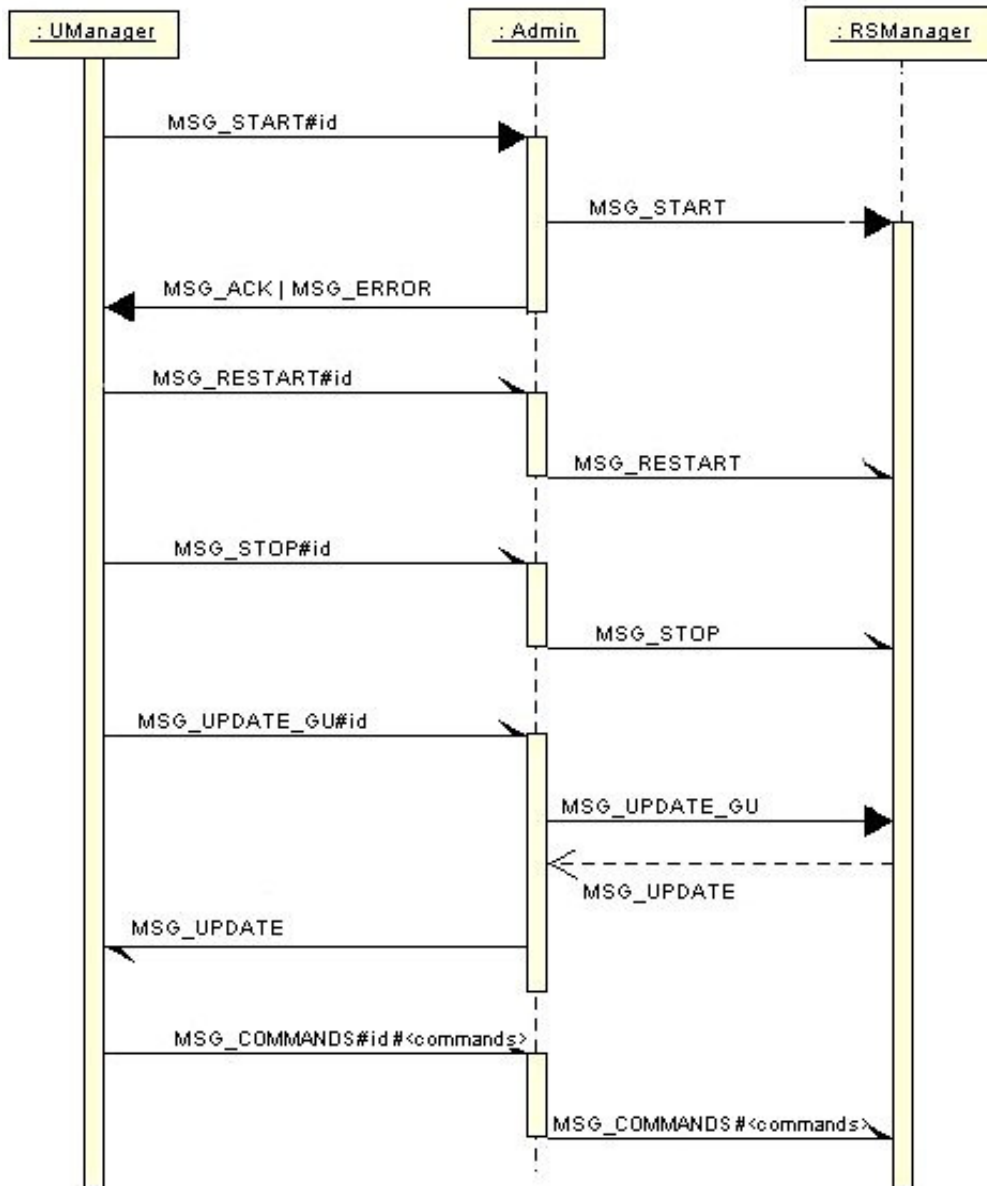 : UManager
: Admin
: RSManager
MSG_START#id
MSG_START
MSG_ACK | MSG_ERROR
MSG_RESTART#id
MSG_RESTART
MSG_STOP#id
MSG_STOP
MSG_UPDATE_GU#id
MSG_UPDATE_GU
MSG_UPDATE
MSG_UPDATE
MSG_COMMANDS#id#<commands>
MSG_COMMANDS#<commands>